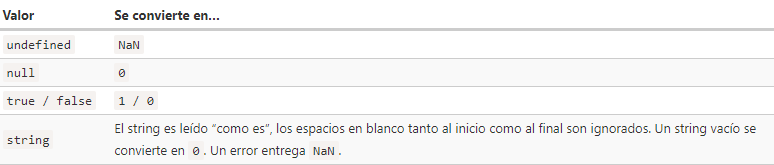 Valor Se convierte en…
undefined NaN
null 0
true / false 1 / 0
string El string es leído “como es”, los espacios en blanco tanto al inicio como al final son ignorados. Un string vacío se
convierte en 0. Un error entrega NaN.